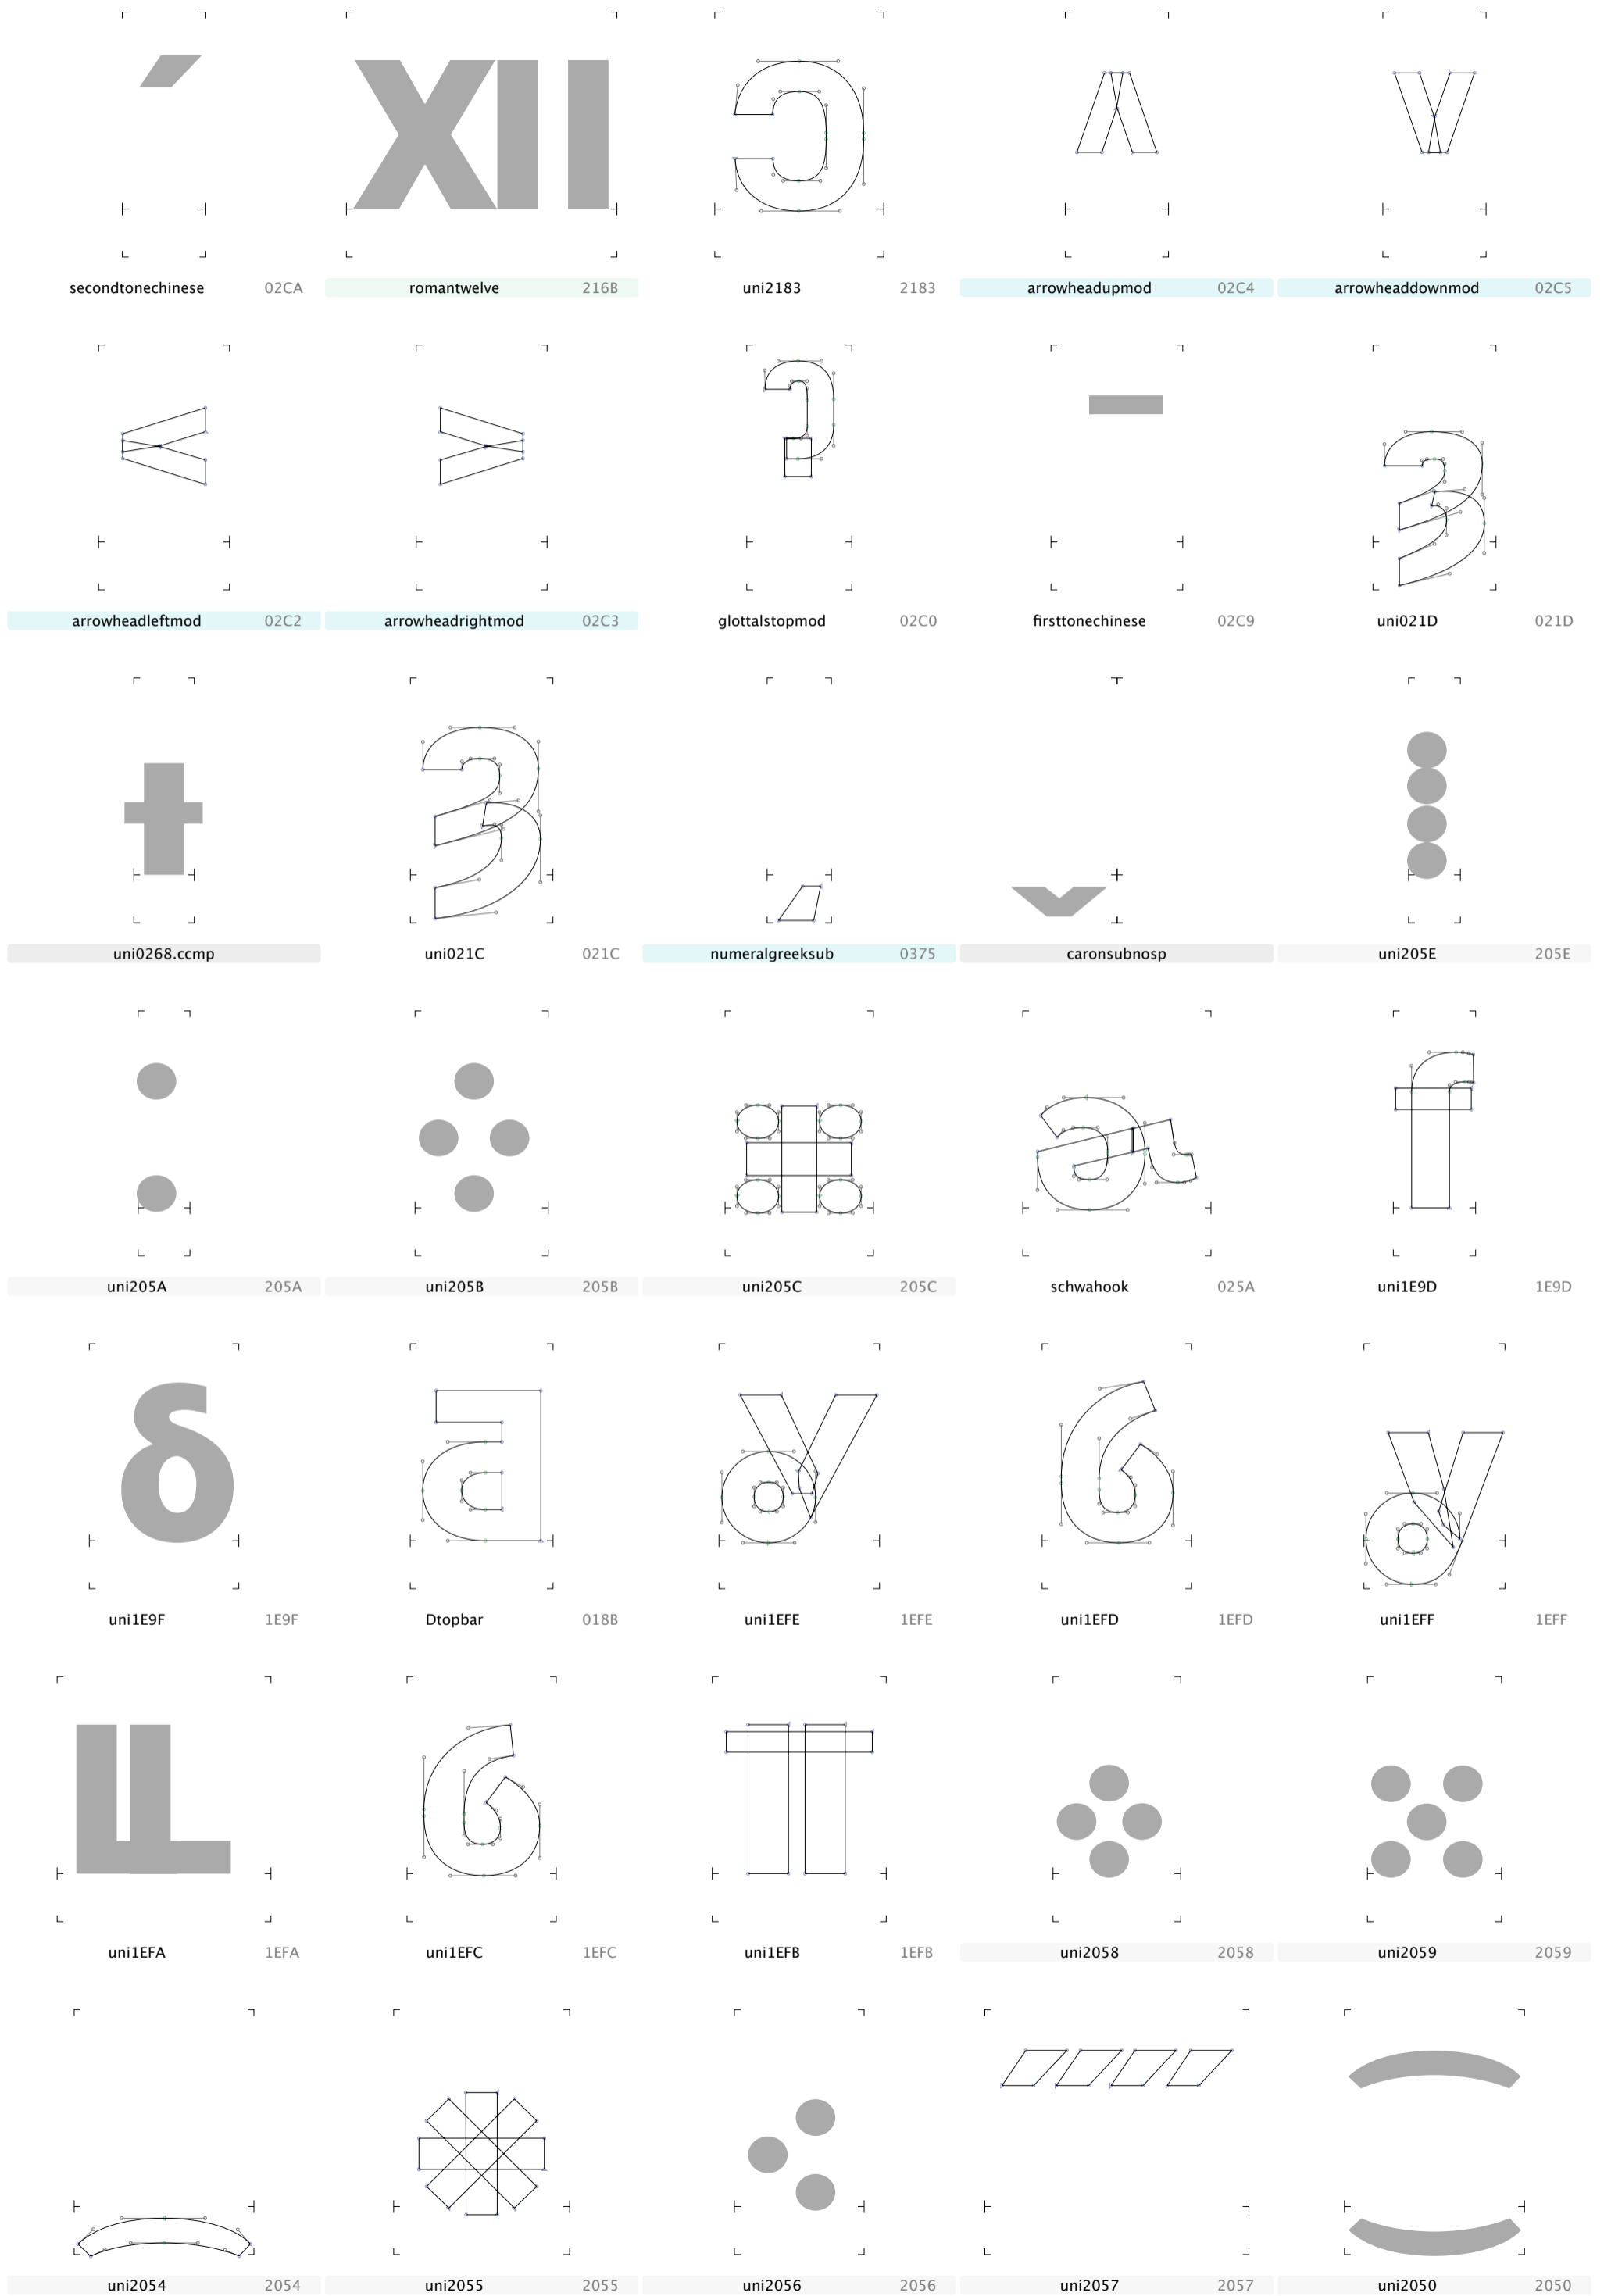 secondtonechinese 02CA romantwelve 216B uni2183 2183 arrowheadupmod 02C4 arrowheaddownmod 02C5
arrowheadleftmod 02C2 arrowheadrightmod 02C3 glottalstopmod 02C0 firsttonechinese 02C9 uni021D 021D
uni0268.ccmp uni021C 021C numeralgreeksub 0375 caronsubnosp uni205E 205E
uni205A 205A uni205B 205B uni205C 205C schwahook 025A uni1E9D 1E9D
uni1E9F 1E9F Dtopbar 018B uni1EFE 1EFE uni1EFD 1EFD uni1EFF 1EFF
uni1EFA 1EFA uni1EFC 1EFC uni1EFB 1EFB uni2058 2058 uni2059 2059
uni2054 2054 uni2055 2055 uni2056 2056 uni2057 2057 uni2050 2050